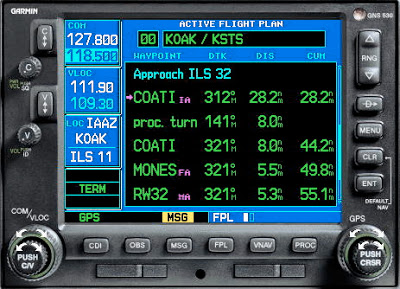 GARMIN
GNS 530
COM
127.800
118.500
VLOC
111.90
109.30
LOC IAAZ
KOAK
ILS 11
TERM
ACTIVE FLIGHT PLAN
00 KOAK / KSTS
WAYPOINT DTK DIS CUM
Approach ILS 32
COATI IA 312°M 28.2nm 28.2nm
proc. turn 141°M 8.0nm
COATI 321°M 8.0nm 44.2nm
MONES FA 321°M 5.5nm 49.8nm
RW32 MA 321°M 5.3nm 55.1nm
GPS MSG FPL
C
C
V
PWR
VOL
SQ
VOL
ID
COM
/VLOC
PUSH
C/V
RNG
D
MENU
CLR
ENT
DEFAULT
NAV
GPS
PUSH
CRSR
CDI OBS MSG FPL VNAV PROC